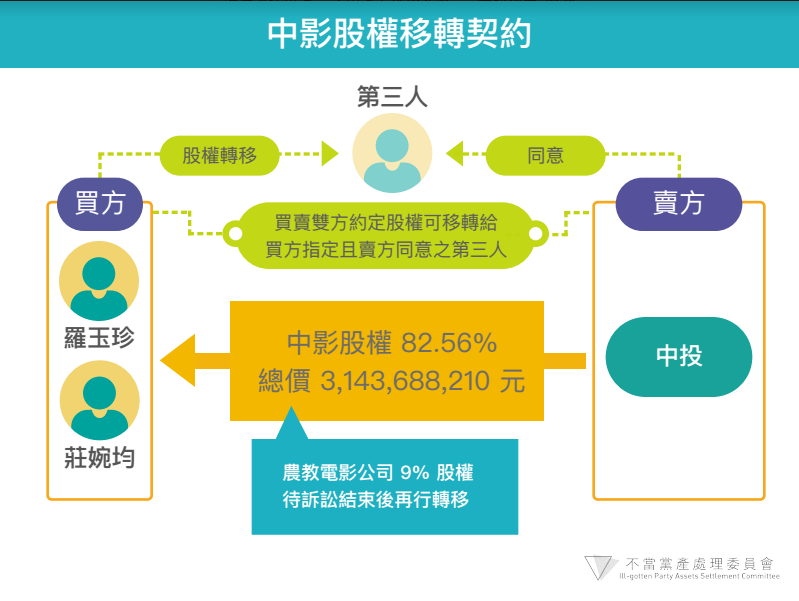 中影股權移轉契約
第三人
股權轉移
同意
買方
賣方
買賣雙方約定股權可移轉給
買方指定且賣方同意之第三人
羅玉珍
莊婉均
中影股權 82.56%
總價 3,143,688,210 元
中投
農教電影公司 9% 股權
待訴訟結束後再行轉移
不當黨產處理委員會
Ill-gotten Party Assets Settlement Committee